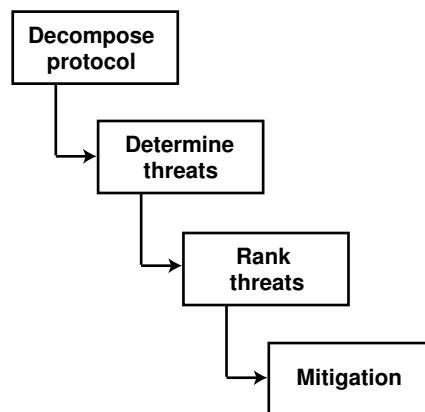 Decompose
protocol
Determine
threats
Rank
threats
Mitigation